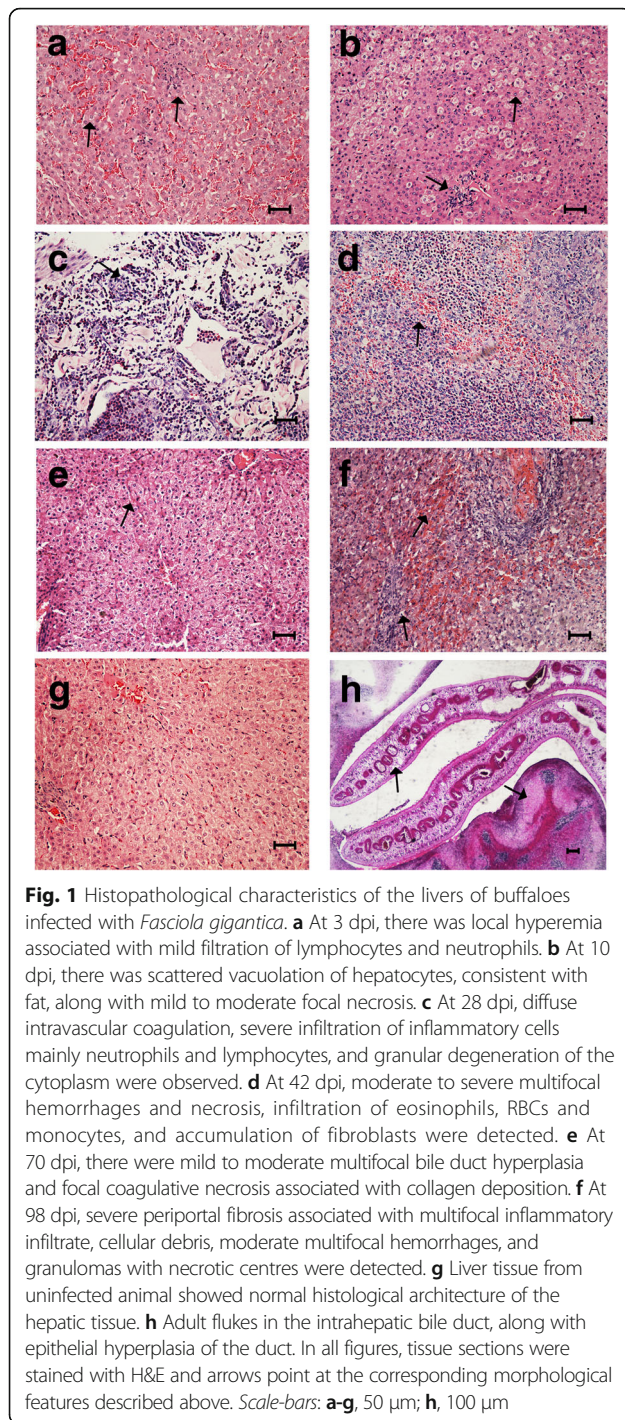 a
b
c
d
e
f
g
h
Fig. 1 Histopathological characteristics of the livers of buffaloes
infected with Fasciola gigantica. a At 3 dpi, there was local hyperemia
associated with mild filtration of lymphocytes and neutrophils. b At 10
dpi, there was scattered vacuolation of hepatocytes, consistent with
fat, along with mild to moderate focal necrosis. c At 28 dpi, diffuse
intravascular coagulation, severe infiltration of inflammatory cells
mainly neutrophils and lymphocytes, and granular degeneration of the
cytoplasm were observed. d At 42 dpi, moderate to severe multifocal
hemorrhages and necrosis, infiltration of eosinophils, RBCs and
monocytes, and accumulation of fibroblasts were detected. e At
70 dpi, there were mild to moderate multifocal bile duct hyperplasia
and focal coagulative necrosis associated with collagen deposition. f At
98 dpi, severe periportal fibrosis associated with multifocal inflammatory
infiltrate, cellular debris, moderate multifocal hemorrhages, and
granulomas with necrotic centres were detected. g Liver tissue from
uninfected animal showed normal histological architecture of the
hepatic tissue. h Adult flukes in the intrahepatic bile duct, along with
epithelial hyperplasia of the duct. In all figures, tissue sections were
stained with H&E and arrows point at the corresponding morphological
features described above. Scale-bars: a-g, 50 μm; h, 100 μm